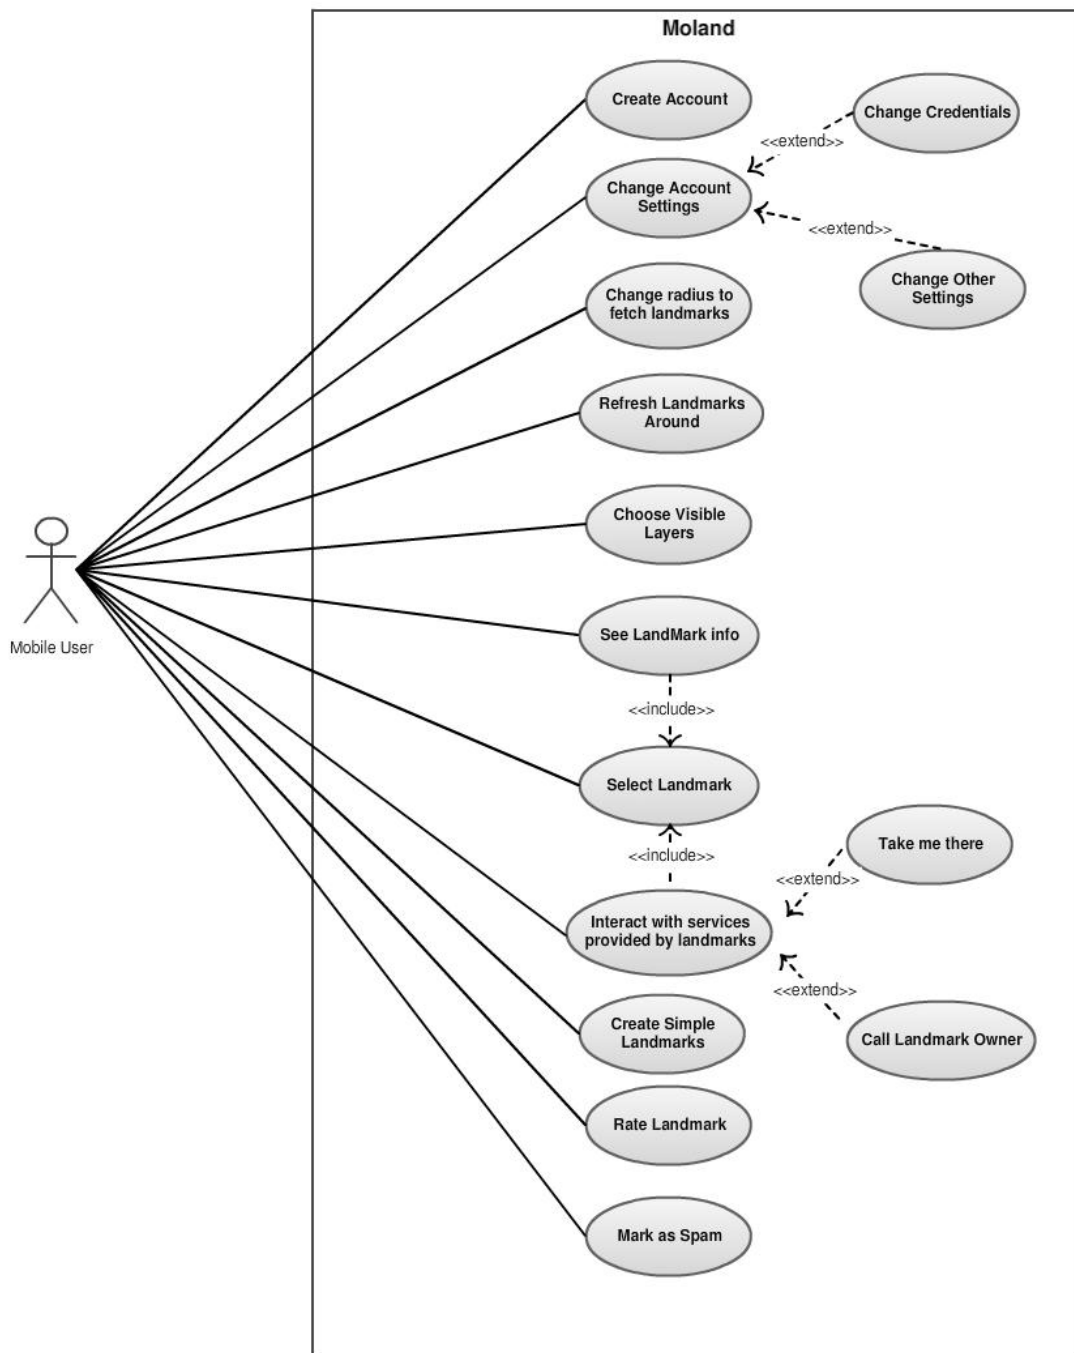 Moland
Create Account
Change Credentials
<<extend>>
Change Account
Settings
<<extend>>
Change Other
Settings
Change radius to
fetch landmarks
Refresh Landmarks
Around
Choose Visible
Layers
See LandMark info
Mobile User
<<include>>
Select Landmark
<<include>>
Take me there
<<extend>>
Interact with services
provided by landmarks
<<extend>>
Create Simple
Landmarks
Call Landmark Owner
Rate Landmark
Mark as Spam